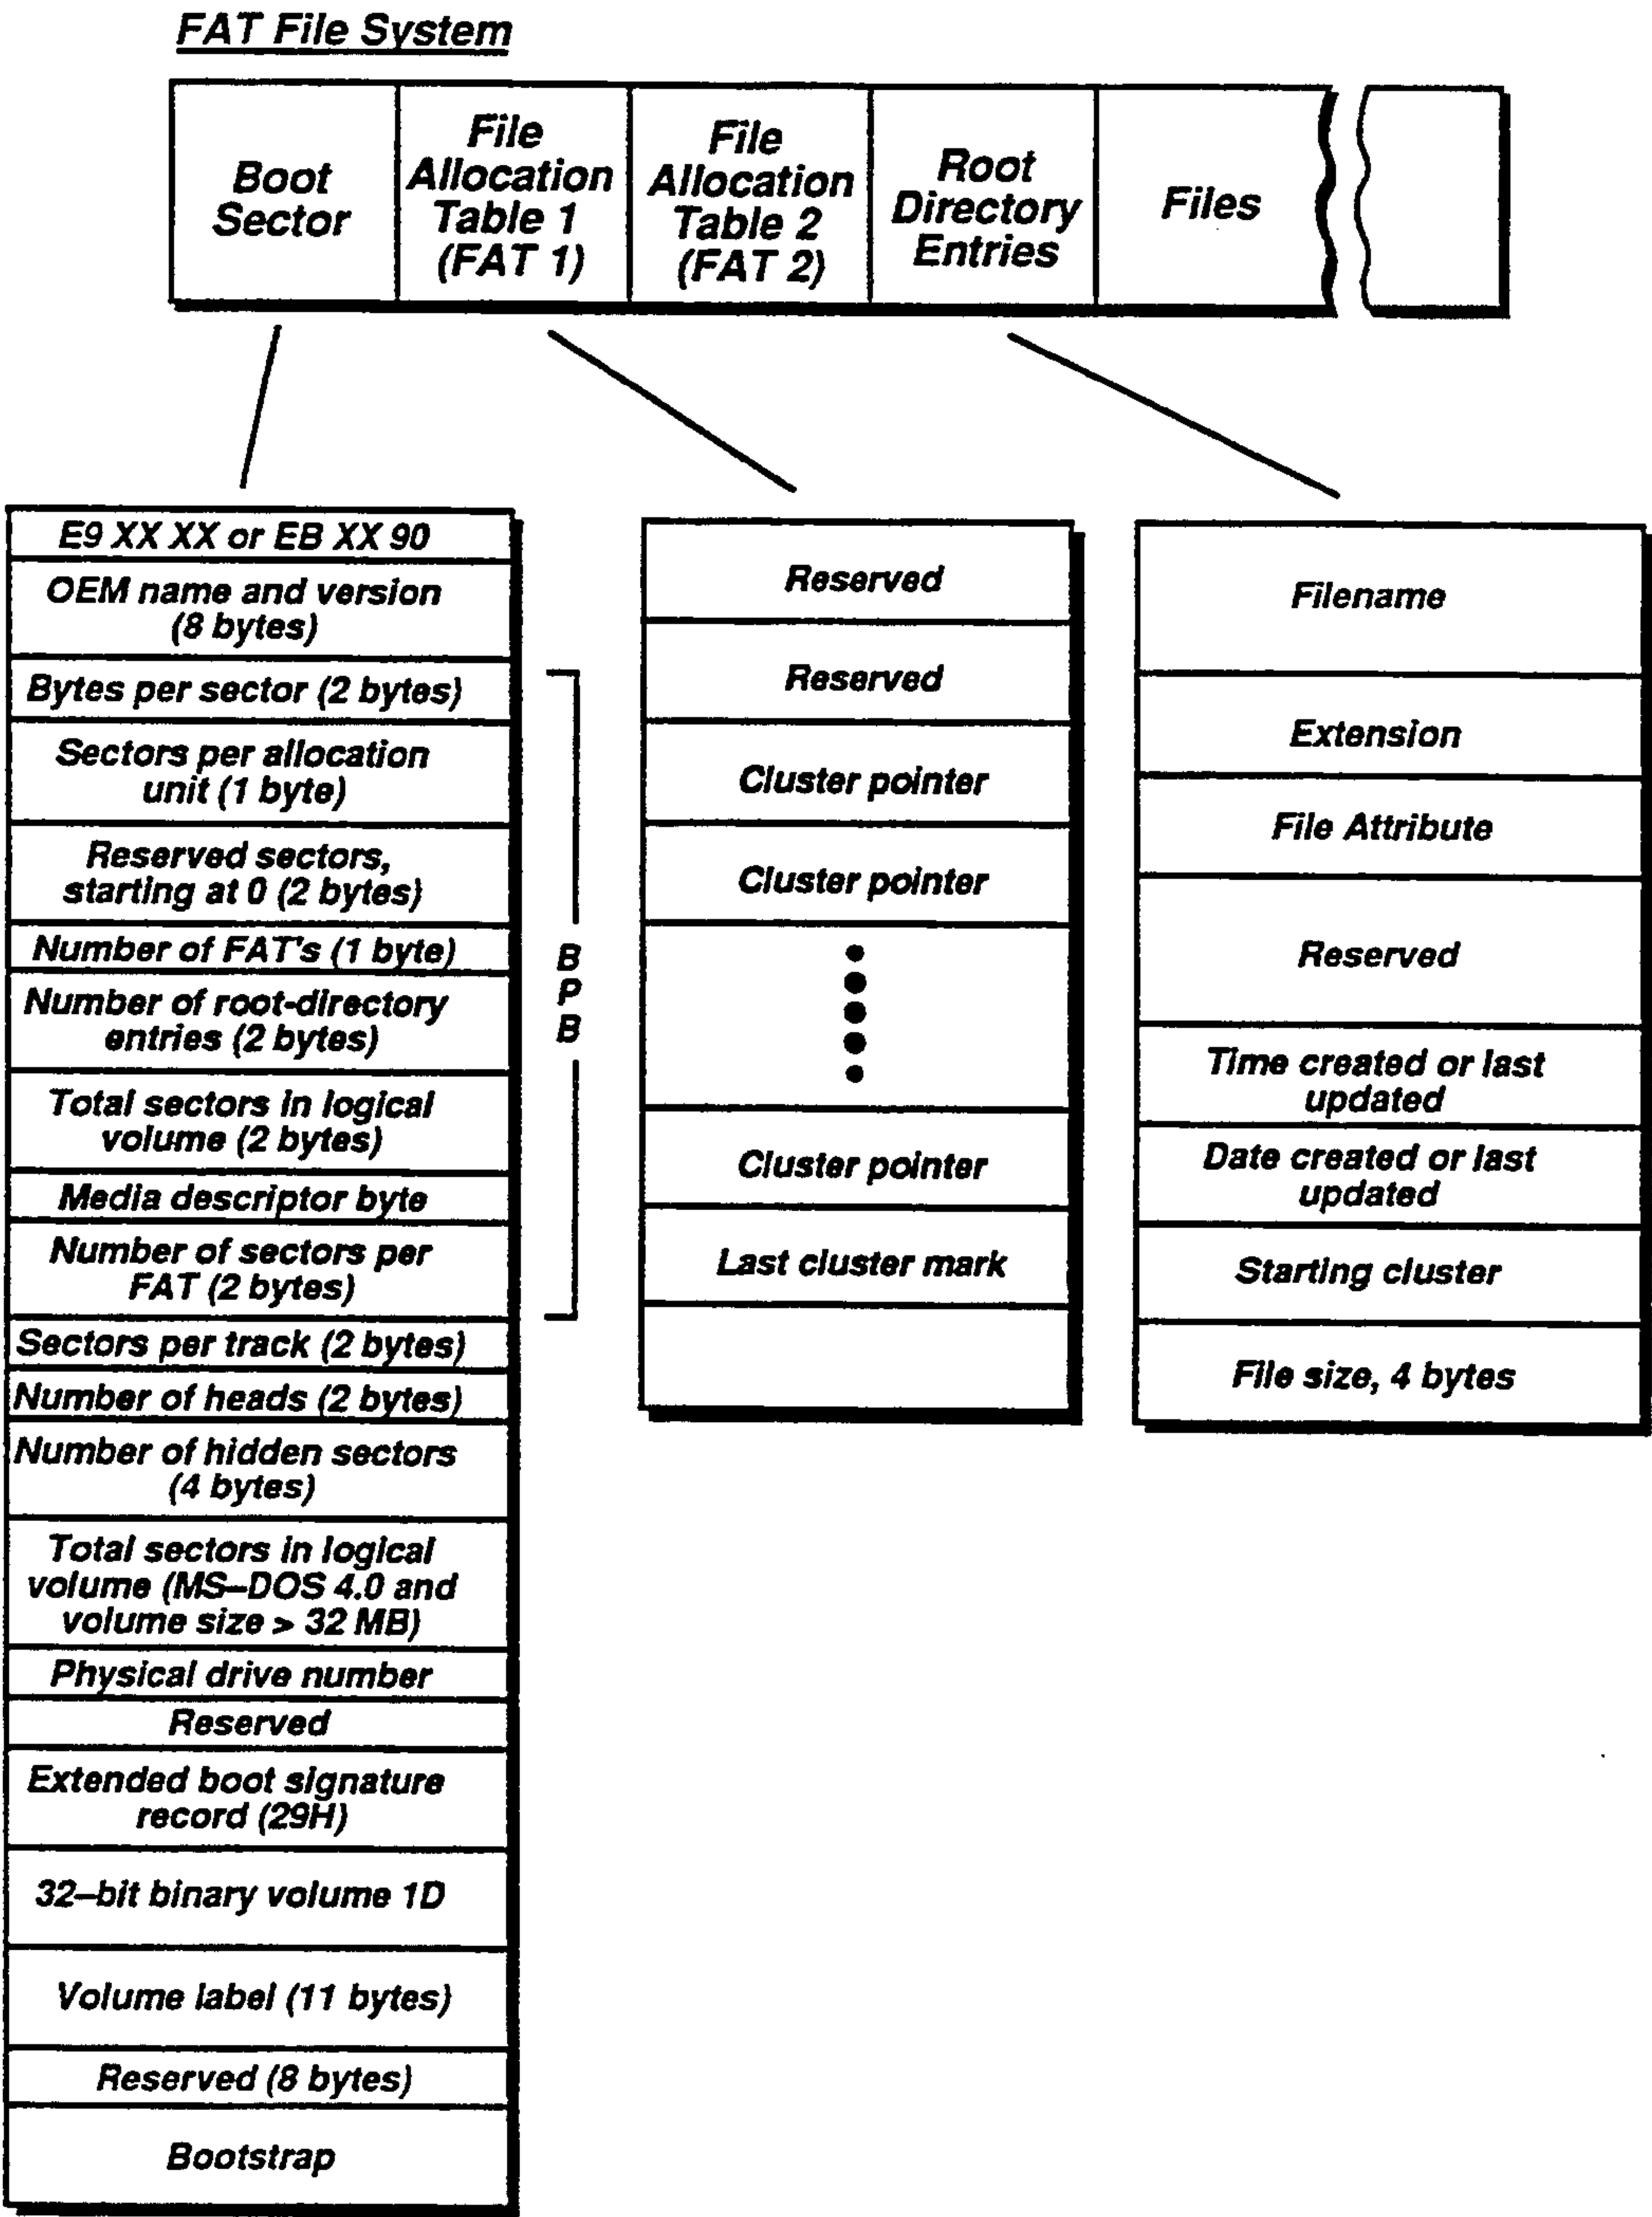 FAT File System
Boot
Sector
File
Allocation
Table 1
(FAT 1)
File
Allocation
Table 2
(FAT 2)
Root
Directory
Entries
Files
E9 XX XX or EB XX 90
OEM name and version
(8 bytes)
Bytes per sector (2 bytes)
Sectors per allocation
unit (1 byte)
Reserved sectors,
starting at 0 (2 bytes)
Number of FAT's (1 byte)
Number of root-directory
entries (2 bytes)
Total sectors in logical
volume (2 bytes)
Media descriptor byte
Number of sectors per
FAT (2 bytes)
Sectors per track (2 bytes)
Number of heads (2 bytes)
Number of hidden sectors
(4 bytes)
Total sectors in logical
volume (MS–DOS 4.0 and
volume size > 32 MB)
Physical drive number
Reserved
Extended boot signature
record (29H)
32–bit binary volume 1D
Volume label (11 bytes)
Reserved (8 bytes)
Bootstrap
B
P
B
Reserved
Reserved
Cluster pointer
Cluster pointer
Cluster pointer
Last cluster mark
Filename
Extension
File Attribute
Reserved
Time created or last
updated
Date created or last
updated
Starting cluster
File size, 4 bytes